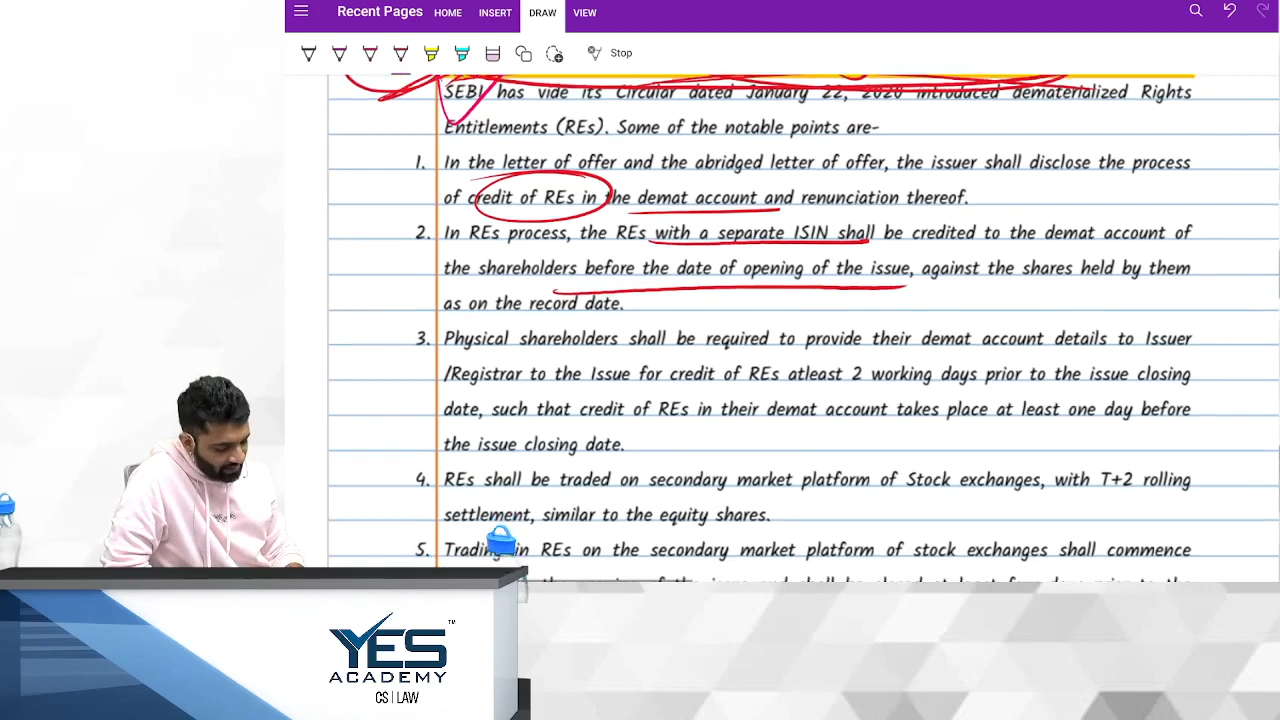 Recent Pages HOME INSERT DRAW VIEW
Stop
SEBI has vide its Circular dated January 22, 2020 introduced dematerialized Rights
Entitlements (REs). Some of the notable points are-
1. In the letter of offer and the abridged letter of offer, the issuer shall disclose the process
of credit of REs in the demat account and renunciation thereof.
2. In REs process, the REs with a separate ISIN shall be credited to the demat account of
the shareholders before the date of opening of the issue, against the shares held by them
as on the record date.
3. Physical shareholders shall be required to provide their demat account details to Issuer
/Registrar to the Issue for credit of REs atleast 2 working days prior to the issue closing
date, such that credit of REs in their demat account takes place at least one day before
the issue closing date.
4. REs shall be traded on secondary market platform of Stock exchanges, with T+2 rolling
settlement, similar to the equity shares.
5. Trading in REs on the secondary market platform of stock exchanges shall commence
YES
ACADEMY
CS | LAW
TM